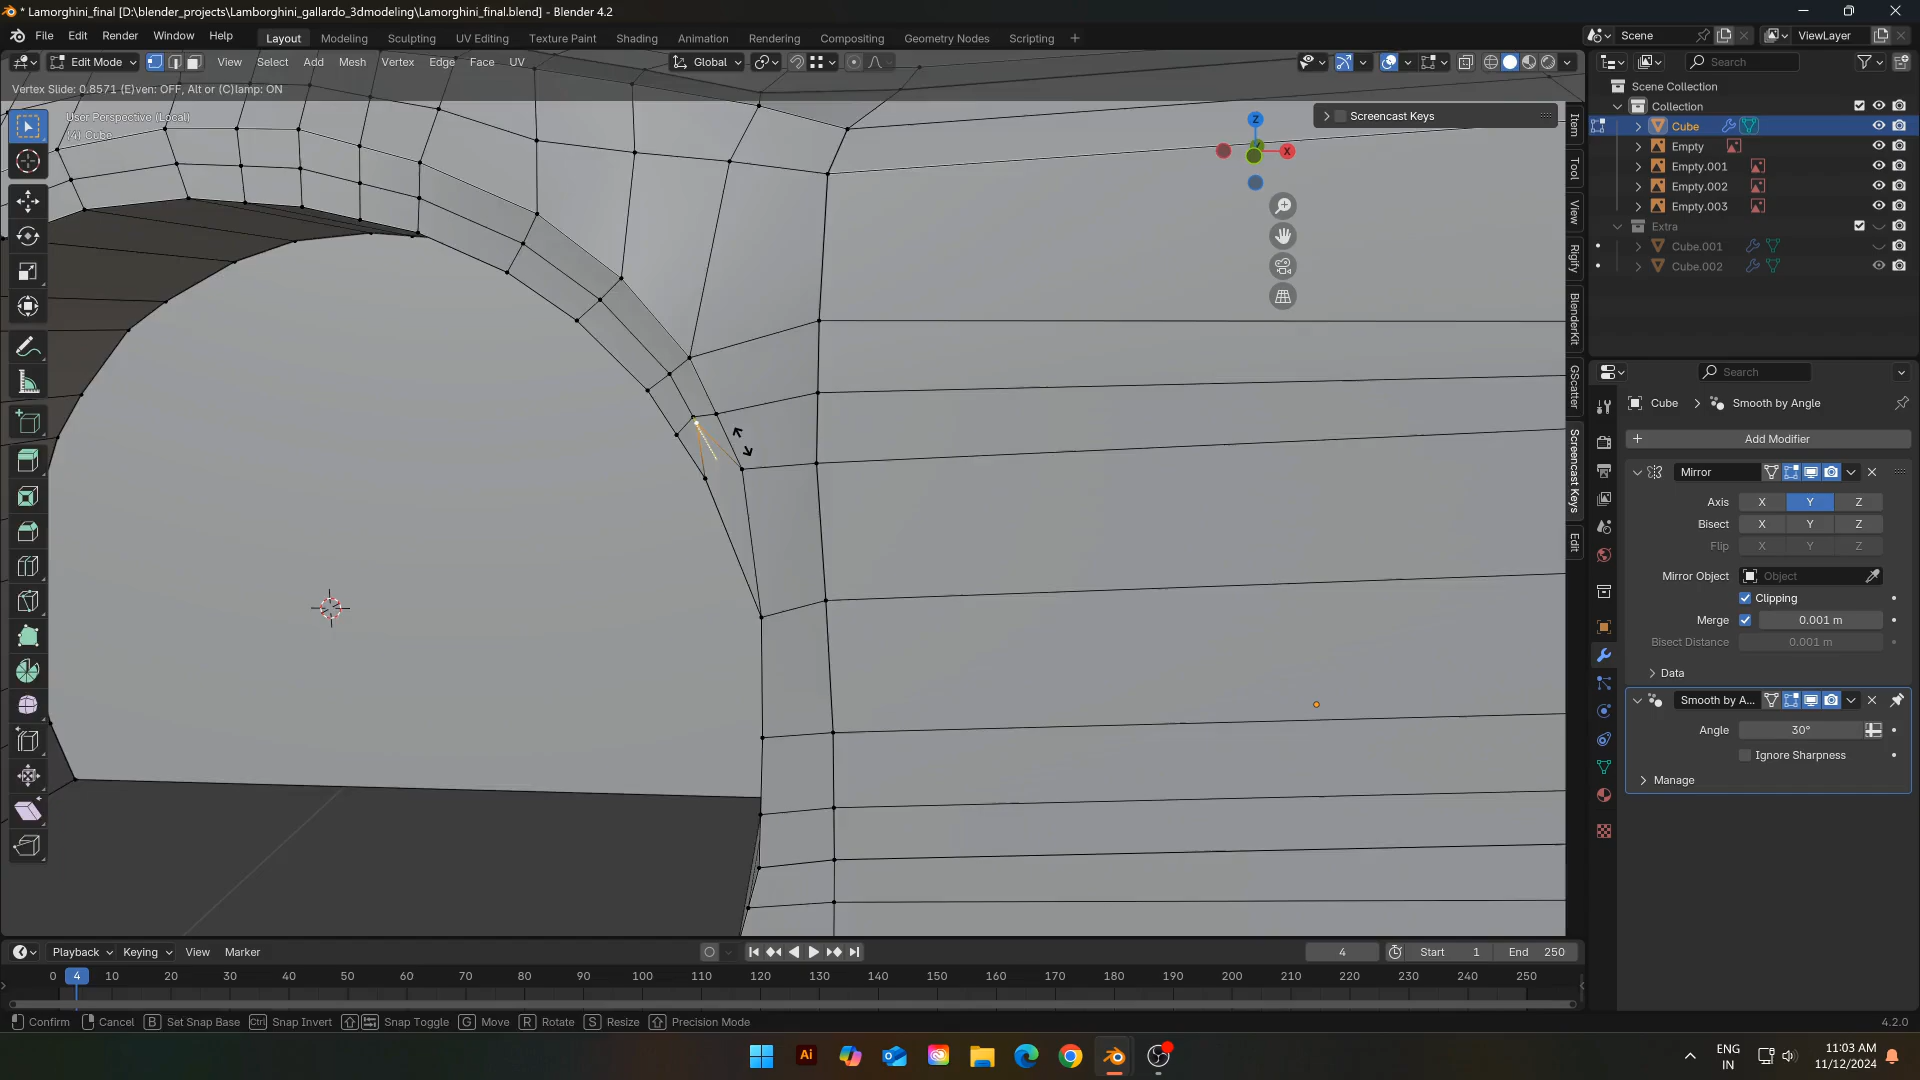 * Lamorghini_final [D:\blender_projects\Lamborghini_gallardo_3dmodeling\Lamorghini_final.blend] - Blender 4.2
File Edit Render Window Help
Layout Modeling Sculpting UV Editing Texture Paint Shading Animation Rendering Compositing Geometry Nodes Scripting +
Scene
ViewLayer
Edit Mode View Select Add Mesh Vertex Edge Face UV
Global
Search
Vertex Slide: 0.8571 (E)ven: OFF, Alt or (C)lamp: ON
User Perspective (Local)
(4) Cube
Screencast Keys
Z
X
Item
Tool
View
Rigify
BlenderKit
GScatter
Screencast Keys
Edit
Scene Collection
Collection
Cube
Empty
Empty.001
Empty.002
Empty.003
Extra
Cube.001
Cube.002
Search
Cube > Smooth by Angle
+ Add Modifier
Mirror
Axis X Y Z
Bisect X Y Z
Flip X Y Z
Mirror Object Object
Clipping
Merge 0.001 m
Bisect Distance 0.001 m
Data
Smooth by A...
Angle 30°
Ignore Sharpness
Manage
Playback Keying View Marker
4 Start 1 End 250
0 4 10 20 30 40 50 60 70 80 90 100 110 120 130 140 150 160 170 180 190 200 210 220 230 240 250
Confirm Cancel B Set Snap Base Ctrl Snap Invert Snap Toggle G Move R Rotate S Resize Precision Mode
4.2.0
Ai
ENG
IN
11:03 AM
11/12/2024